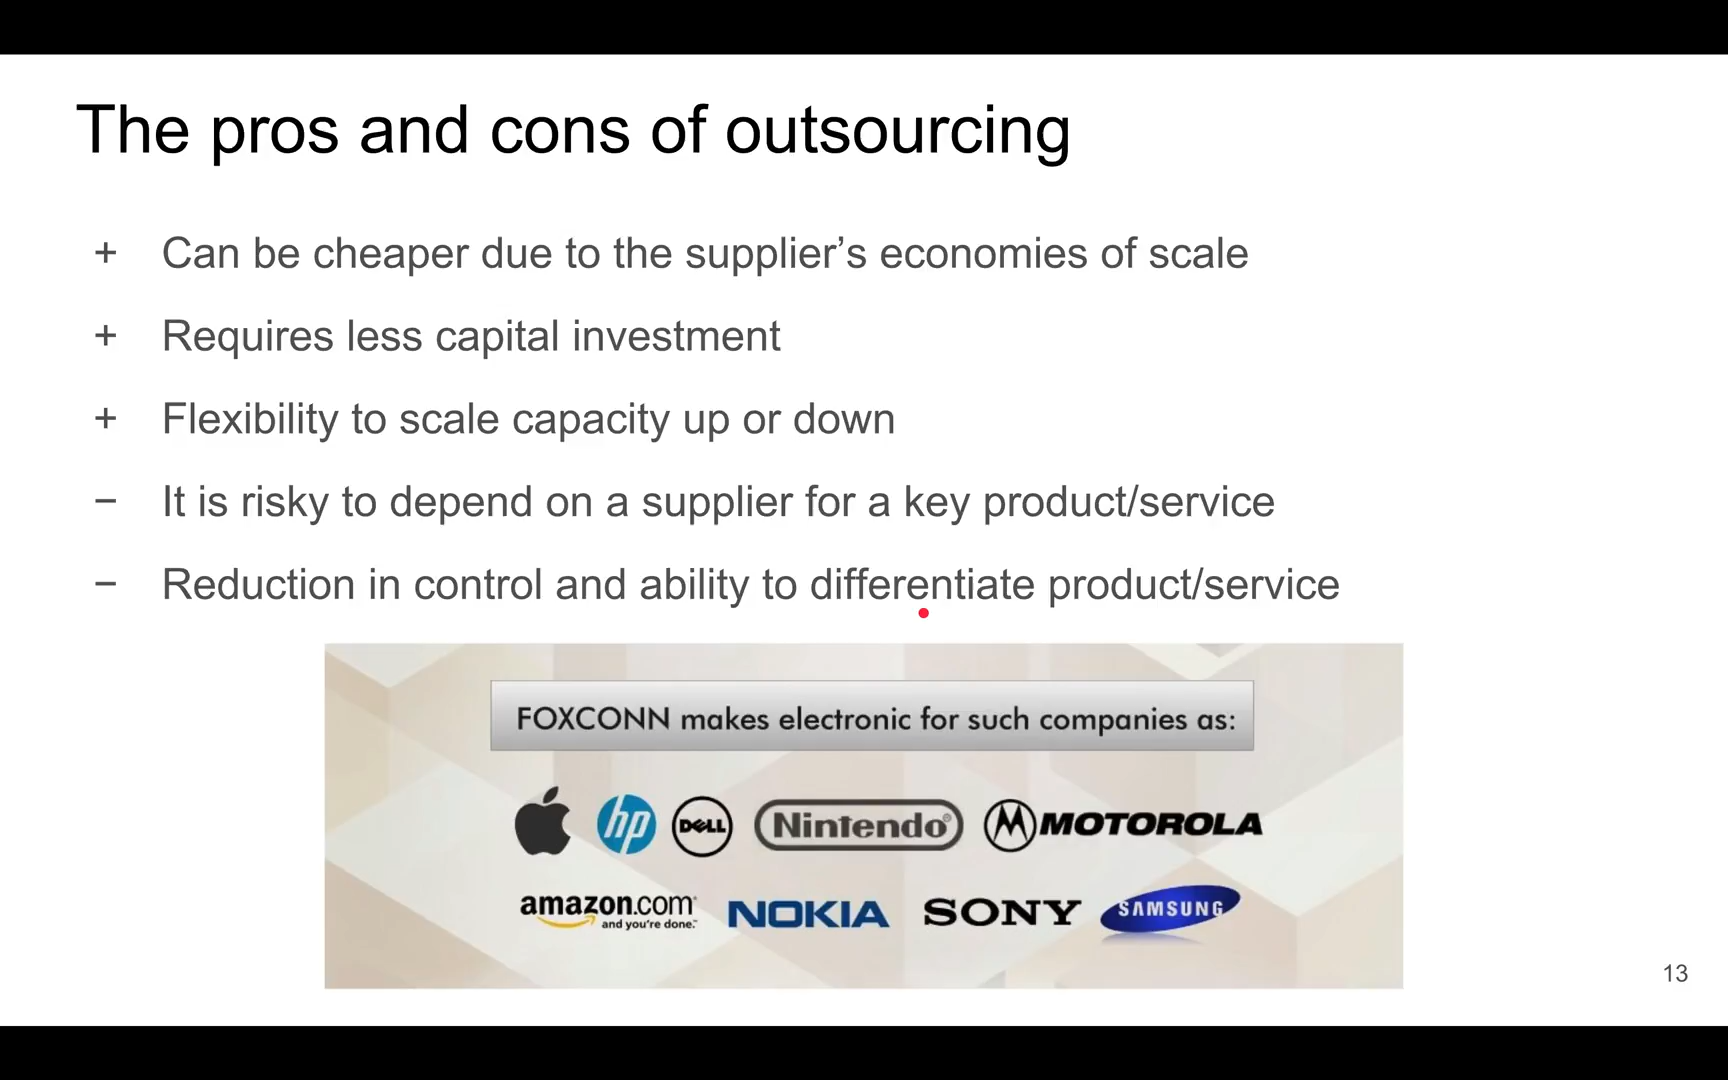 The pros and cons of outsourcing
+ Can be cheaper due to the supplier’s economies of scale
+ Requires less capital investment
+ Flexibility to scale capacity up or down
− It is risky to depend on a supplier for a key product/service
− Reduction in control and ability to differentiate product/service
FOXCONN makes electronic for such companies as:
hp DELL Nintendo® M MOTOROLA
amazon.com NOKIA SONY SAMSUNG
and you're done.™
13